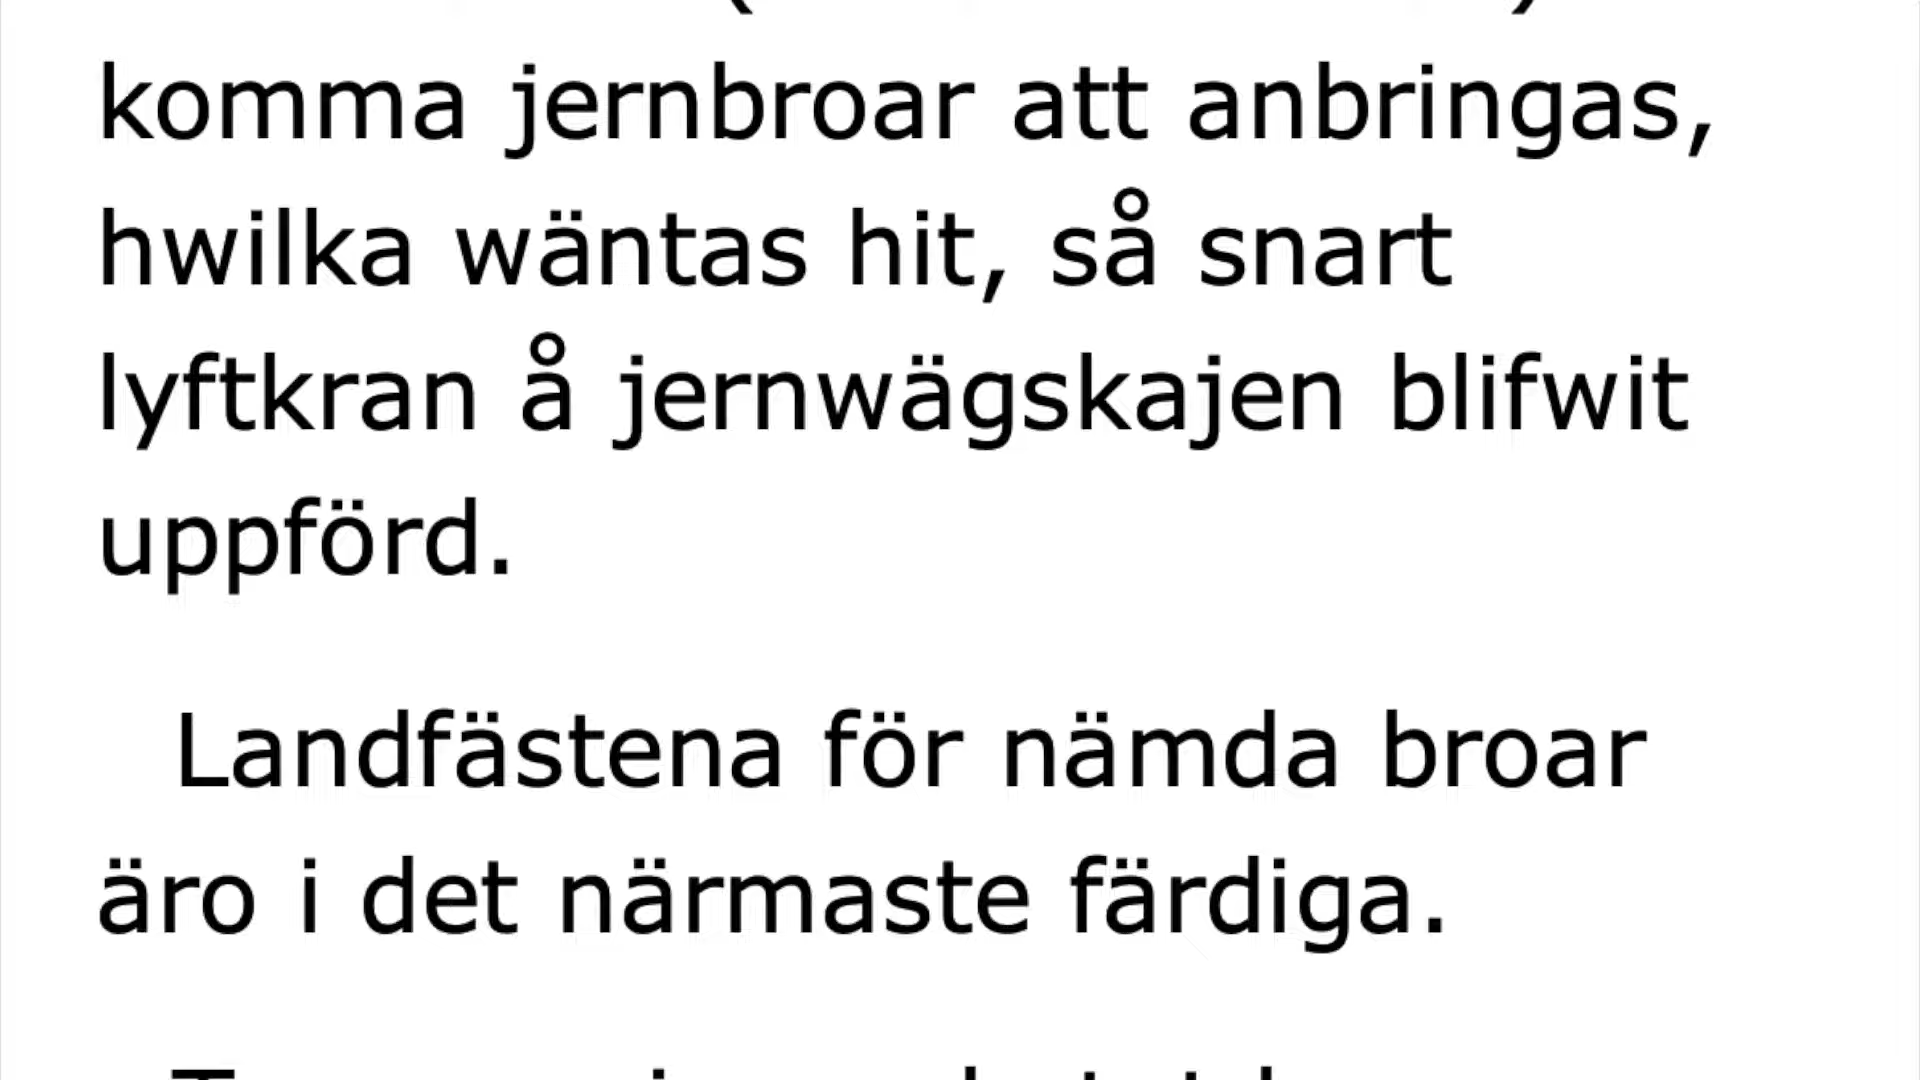 komma jernbroar att anbringas,
hwilka wäntas hit, så snart
lyftkran å jernwägskajen blifwit
uppförd.
Landfästena för nämda broar
äro i det närmaste färdiga.